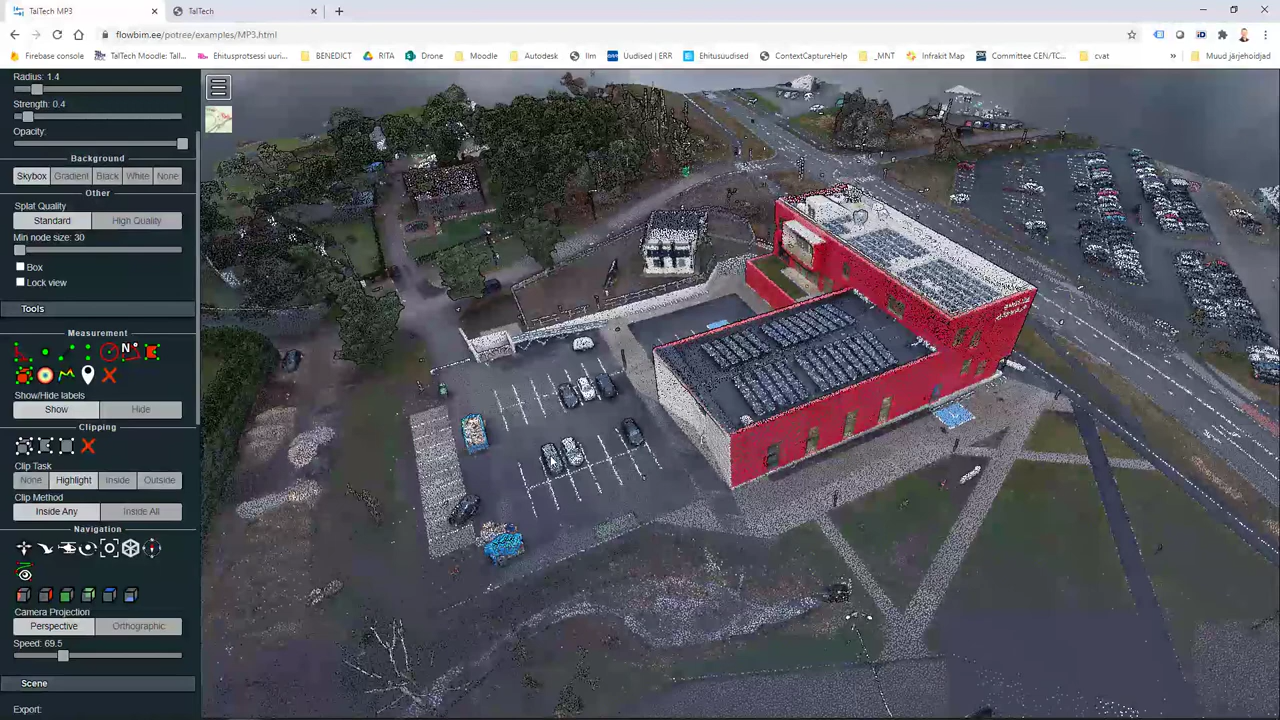 TalTech MP3
TalTech
flowbim.ee/potree/examples/MP3.html
Firebase console
TalTech Moodle: Tall...
Ehitusprotsessi uuri...
BENEDICT
RITA
Drone
Moodle
Autodesk
Ilm
Uudised | ERR
Ehitusuudised
ContextCaptureHelp
_MNT
Infrakit Map
Committee CEN/TC...
cvat
»
Muud järjehoidjad
Radius: 1.4
Strength: 0.4
Opacity:
Background
Skybox Gradient Black White None
Other
Splat Quality
Standard High Quality
Min node size: 30
Box
Lock view
Tools
Measurement
N°
Show/Hide labels
Show Hide
Clipping
Clip Task
None Highlight Inside Outside
Clip Method
Inside Any Inside All
Navigation
Camera Projection
Perspective Orthographic
Speed: 69.5
Scene
Export: